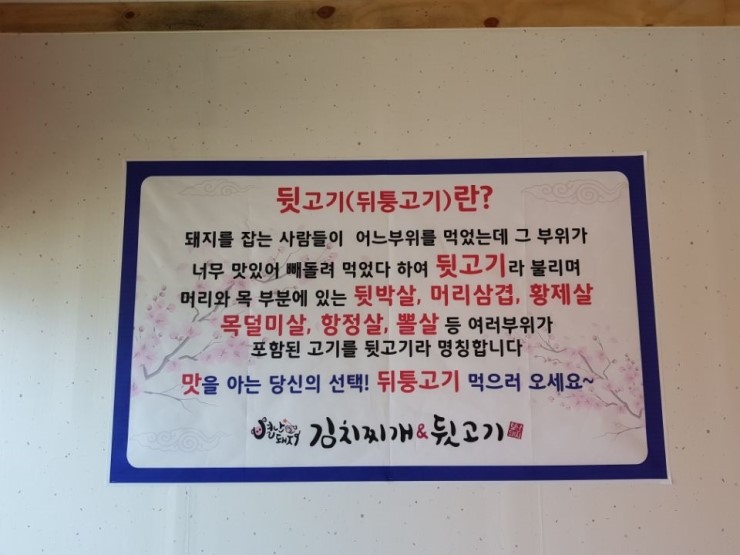 뒷고기(뒤퉁고기)란?
돼지를 잡는 사람들이 어느부위를 먹었는데 그 부위가
너무 맛있어 빼돌려 먹었다 하여 뒷고기라 불리며
머리와 목 부분에 있는 뒷박살, 머리삼겹, 황제살
목덜미살, 항정살, 뽈살 등 여러부위가
포함된 고기를 뒷고기라 명칭합니다
맛을 아는 당신의 선택! 뒤퉁고기 먹으러 오세요~
김치찌개&뒷고기